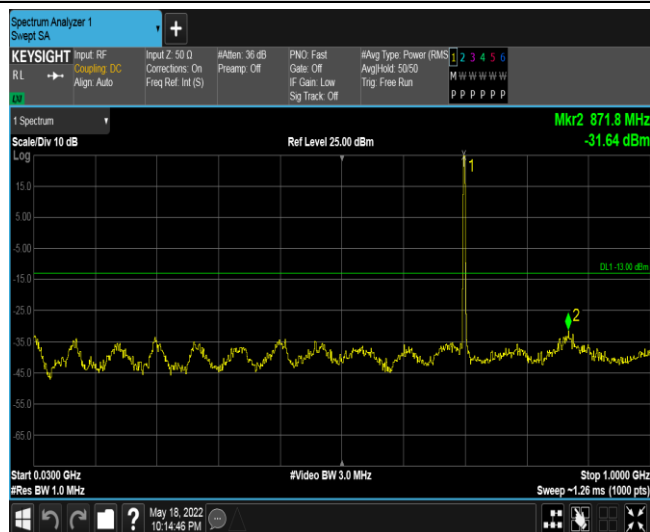 Spectrum Analyzer 1
Swept SA
+
KEYSIGHT
RL
LXI
Input: RF
Coupling: DC
Align: Auto
Input Z: 50 Ω
Corrections: On
Freq Ref: Int (S)
#Atten: 36 dB
Preamp: Off
PNO: Fast
Gate: Off
IF Gain: Low
Sig Track: Off
#Avg Type: Power (RMS
Avg|Hold: 50/50
Trig: Free Run
1 2 3 4 5 6
M W W W W W
P P P P P P
1 Spectrum
Mkr2 871.8 MHz
Scale/Div 10 dB
Ref Level 25.00 dBm
-31.64 dBm
Log
1
15.0
5.00
-5.00
DL1 -13.00 dBm
-15.0
-25.0
2
-35.0
-45.0
-55.0
-65.0
Start 0.0300 GHz
#Video BW 3.0 MHz
Stop 1.0000 GHz
#Res BW 1.0 MHz
Sweep ~1.26 ms (1000 pts)
?
May 18, 2022
10:14:46 PM